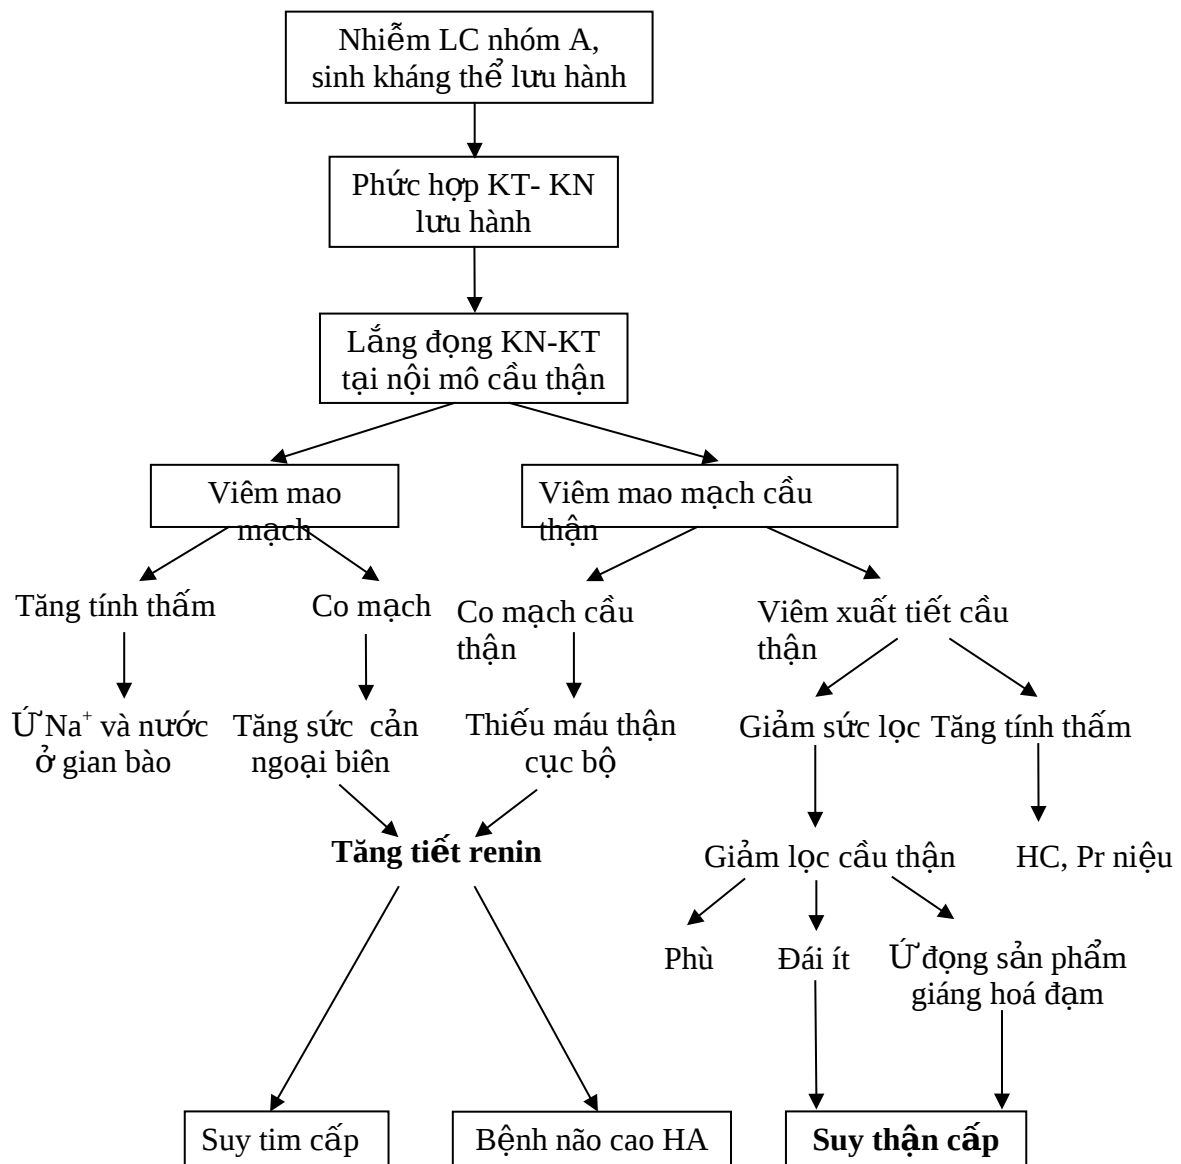 Nhiễm LC nhóm A,
sinh kháng thể lưu hành
Phức hợp KT- KN
lưu hành
Lắng đọng KN-KT
tại nội mô cầu thận
Viêm mao
mạch
Viêm mao mạch cầu
thận
Tăng tính thấm
Co mạch
Co mạch cầu
thận
Viêm xuất tiết cầu
thận
Ứ Na⁺ và nước
ở gian bào
Tăng sức cản
ngoại biên
Thiếu máu thận
cục bộ
Giảm sức lọc
Tăng tính thấm
Tăng tiết renin
Giảm lọc cầu thận
HC, Pr niệu
Phù
Đái ít
Ứ đọng sản phẩm
giáng hoá đạm
Suy tim cấp
Bệnh não cao HA
Suy thận cấp